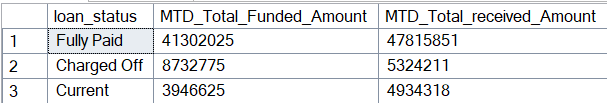 loan_status MTD_Total_Funded_Amount MTD_Total_received_Amount
1 Fully Paid 41302025 47815851
2 Charged Off 8732775 5324211
3 Current 3946625 4934318